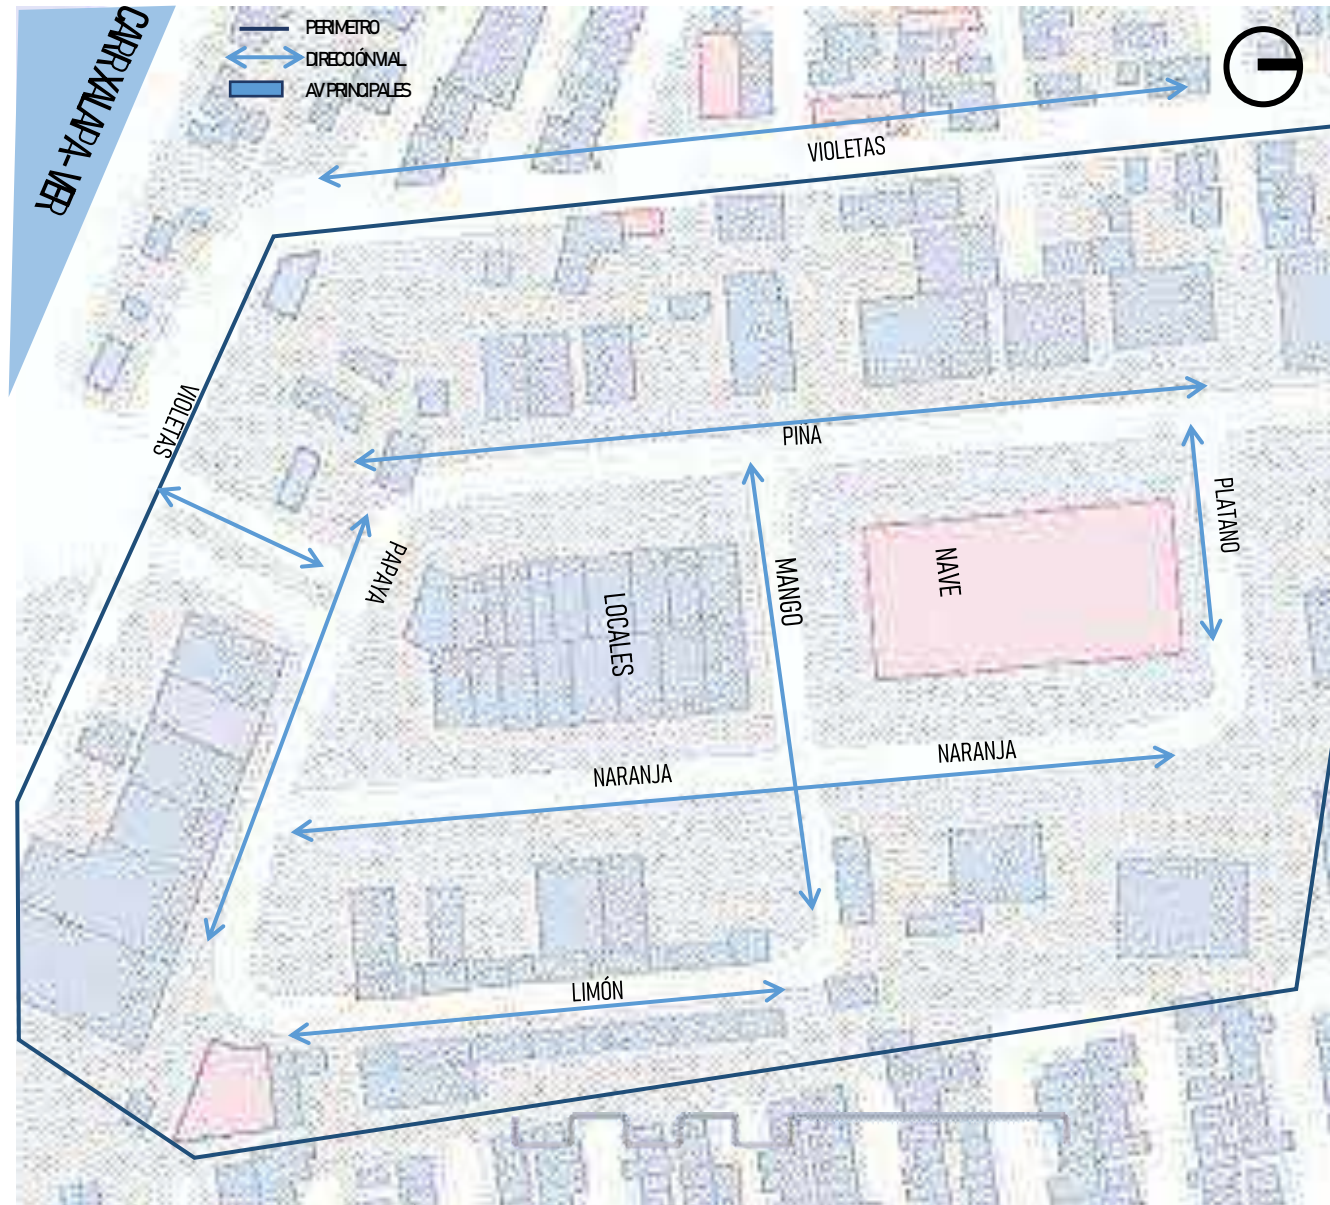 PERIMETRO
DIRECCIÓN VIAL
AV PRINCIPALES
CARR XALAPA-VER
VIOLETAS
VIOLETAS
PIÑA
PLATANO
PAPAYA
MANGO
NAVE
LOCALES
NARANJA
NARANJA
LIMÓN